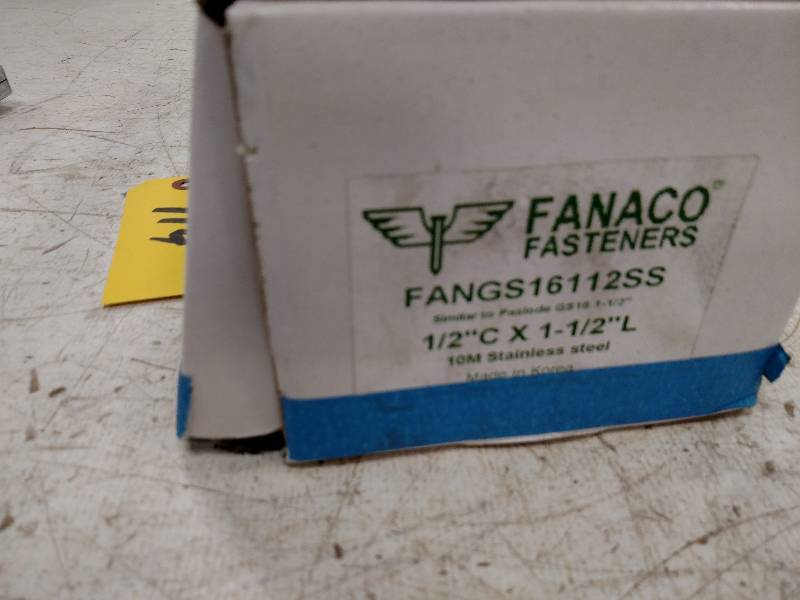 FANACO
FASTENERS
FANGS16112SS
Similar to Paslode GS16 1-1/2"
1/2"C X 1-1/2"L
10M Stainless steel
Made in Korea